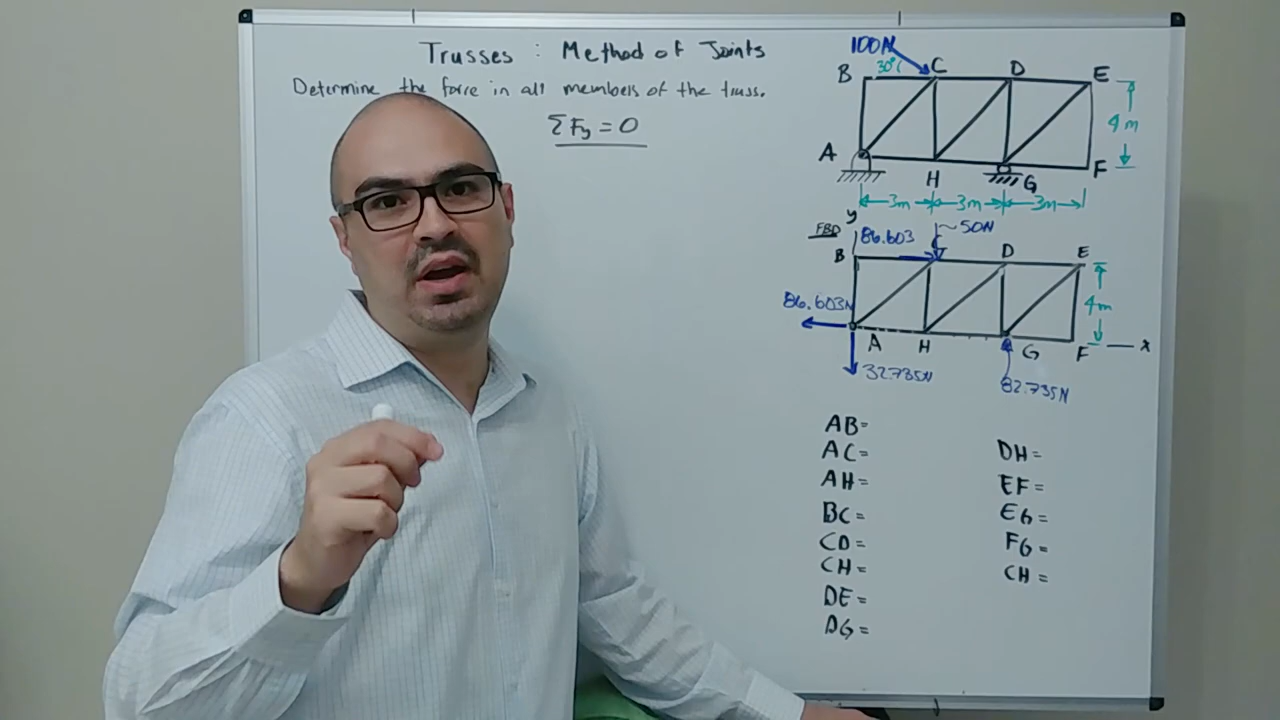 Trusses : Method of Joints
Determine the force in all members of the truss.
ΣFy = 0
100N
30°
B C D E
4m
A H G F
3m 3m 3m
y
FBD
86.603 50N
B C D E
86.603N
4m
A H G F x
32.735N 82.735N
AB=
AC=
AH=
BC=
CD=
CH=
DE=
DG=
DH=
EF=
EG=
FG=
CH=